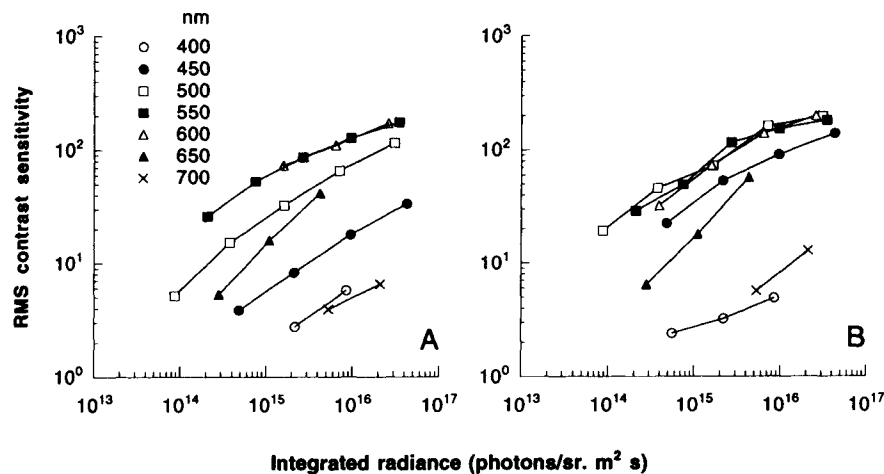 nm
400
450
500
550
600
650
700
RMS contrast sensitivity
10³
10²
10¹
10⁰
A
10¹³ 10¹⁴ 10¹⁵ 10¹⁶ 10¹⁷
10³
10²
10¹
10⁰
B
10¹³ 10¹⁴ 10¹⁵ 10¹⁶ 10¹⁷
Integrated radiance (photons/sr. m² s)